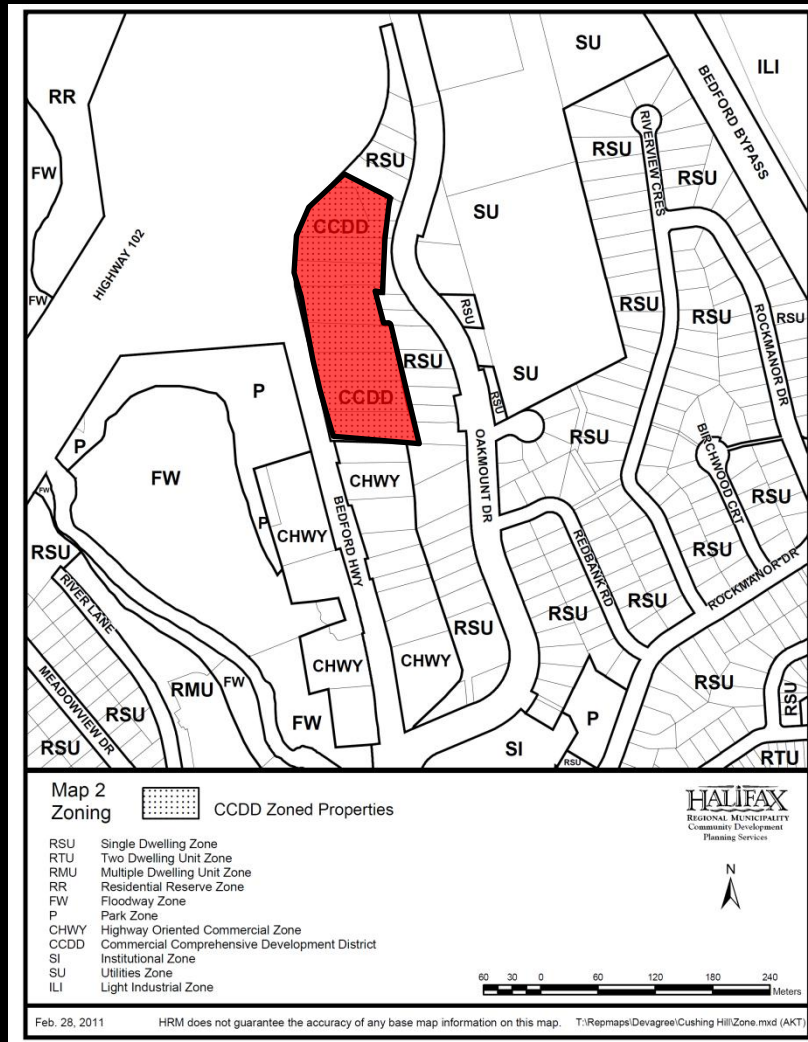 SU
ILI
RR
BEDFORD BYPASS
RIVERVIEW CRES
RSU
RSU
RSU
FW
CCDD
SU
HIGHWAY 102
FW
RSU
RSU
RSU
ROCKMANOR DR
RSU
P
RSU
SU
CCDD
RSU
P
OAKMOUNT DR
RSU
BIRCHWOOD CRT
FW
CHWY
FW
P
BEDFORD HWY
RSU
CHWY
REDBANK RD
RSU
RSU
ROCKMANOR DR
RIVER LANE
RSU
RSU
RSU
CHWY
CHWY
RMU
FW
RSU
RSU
MEADOWVIEW DR
RSU
FW
P
RSU
SI
RSU
RTU
Map 2
Zoning
CCDD Zoned Properties
RSU Single Dwelling Zone
RTU Two Dwelling Unit Zone
RMU Multiple Dwelling Unit Zone
RR Residential Reserve Zone
FW Floodway Zone
P Park Zone
CHWY Highway Oriented Commercial Zone
CCDD Commercial Comprehensive Development District
SI Institutional Zone
SU Utilities Zone
ILI Light Industrial Zone
HALIFAX
REGIONAL MUNICIPALITY
Community Development
Planning Services
N
60 30 0 60 120 180 240
Meters
Feb. 28, 2011 HRM does not guarantee the accuracy of any base map information on this map. T:\Repmaps\Devagree\Cushing Hill\Zone.mxd (AKT)